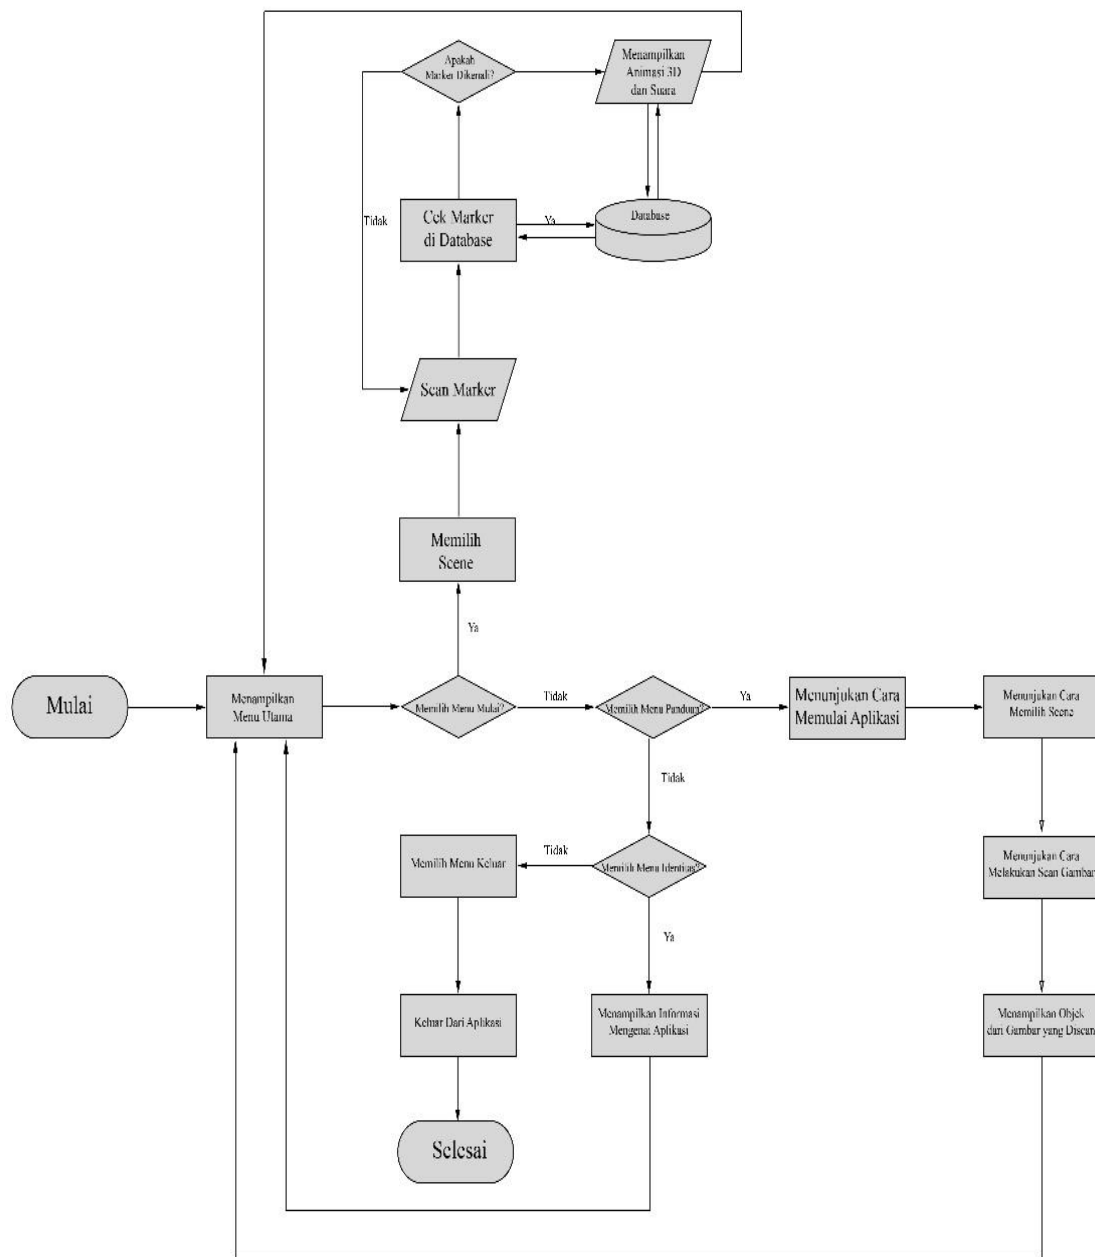 Apakah
Marker Dikenali?
Menampilkan
Animasi 3D
dan Suara
Tidak
Cek Marker
di Database
Ya
Database
Scan Marker
Memilih
Scene
Ya
Mulai
Menampilkan
Menu Utama
Memilih Menu Mulai?
Tidak
Memilih Menu Panduan?
Ya
Menunjukan Cara
Memulai Aplikasi
Menunjukan Cara
Memilih Scene
Tidak
Memilih Menu Keluar
Tidak
Memilih Menu Identitas?
Menunjukan Cara
Melakukan Scan Gambar
Ya
Keluar Dari Aplikasi
Menampilkan Informasi
Mengenai Aplikasi
Menampilkan Objek
dari Gambar yang Discan
Selesai